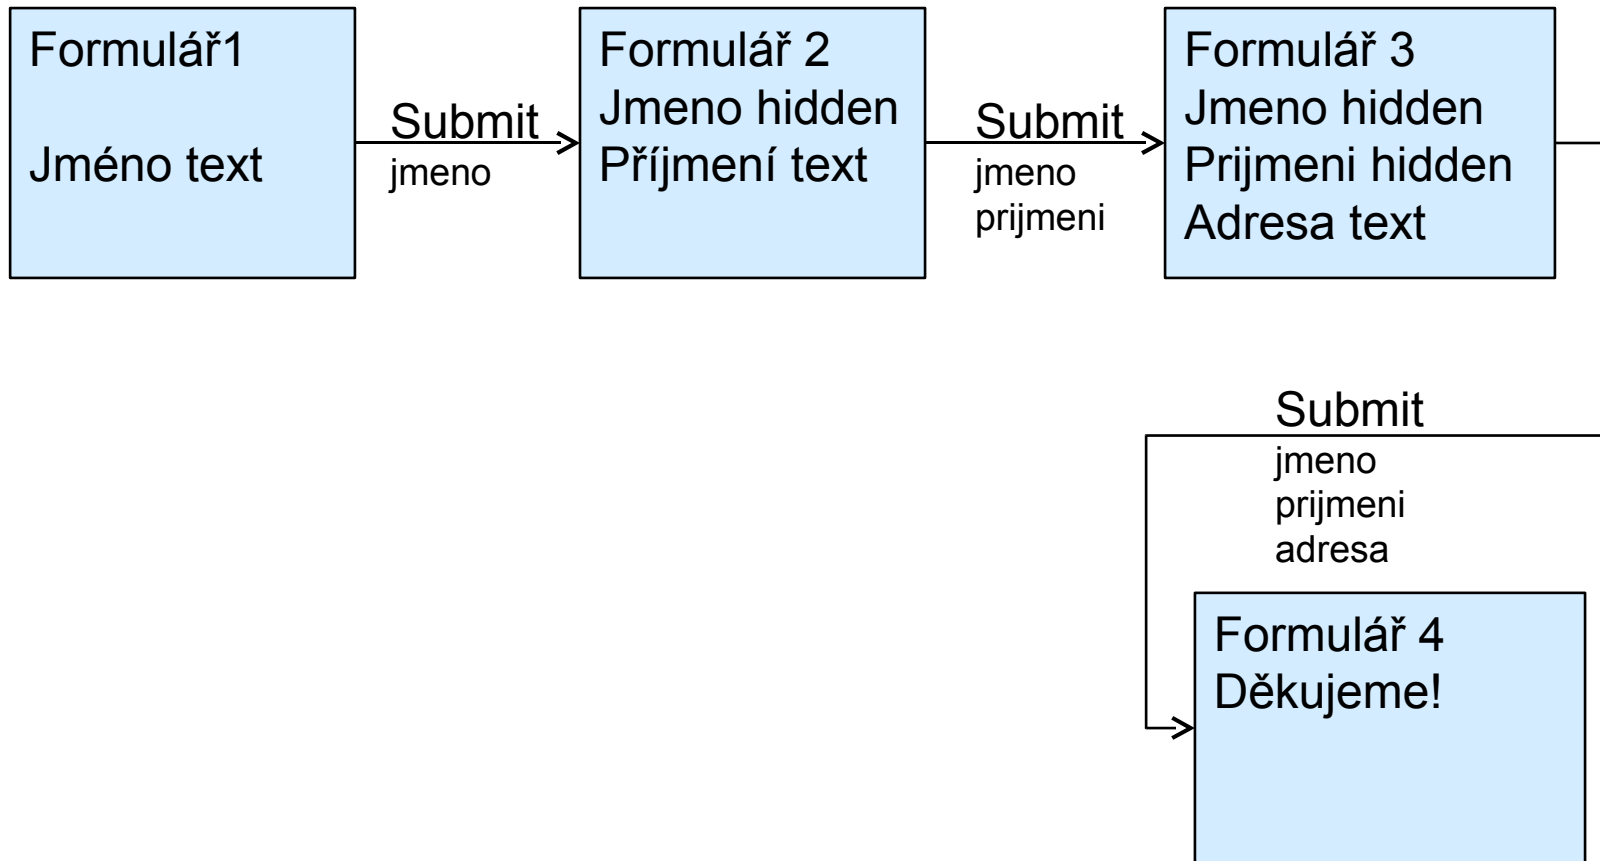 Formulář1
Jméno text
Submit
jmeno
Formulář 2
Jmeno hidden
Příjmení text
Submit
jmeno
prijmeni
Formulář 3
Jmeno hidden
Prijmeni hidden
Adresa text
Submit
jmeno
prijmeni
adresa
Formulář 4
Děkujeme!